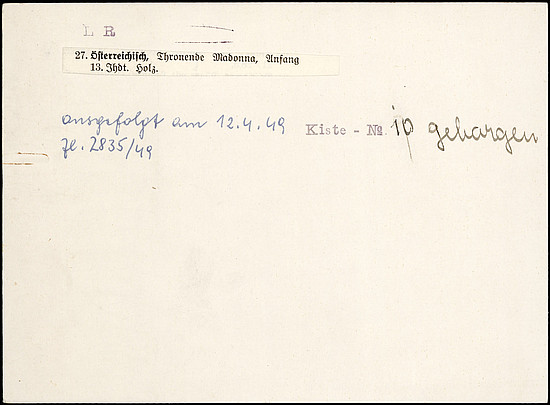 L R
27. Österreichisch, Thronende Madonna, Anfang
13. Jhdt. Holz.
ausgefolgt am 12.4.49
Zl. 2835/49
Kiste - No. 10 geborgen